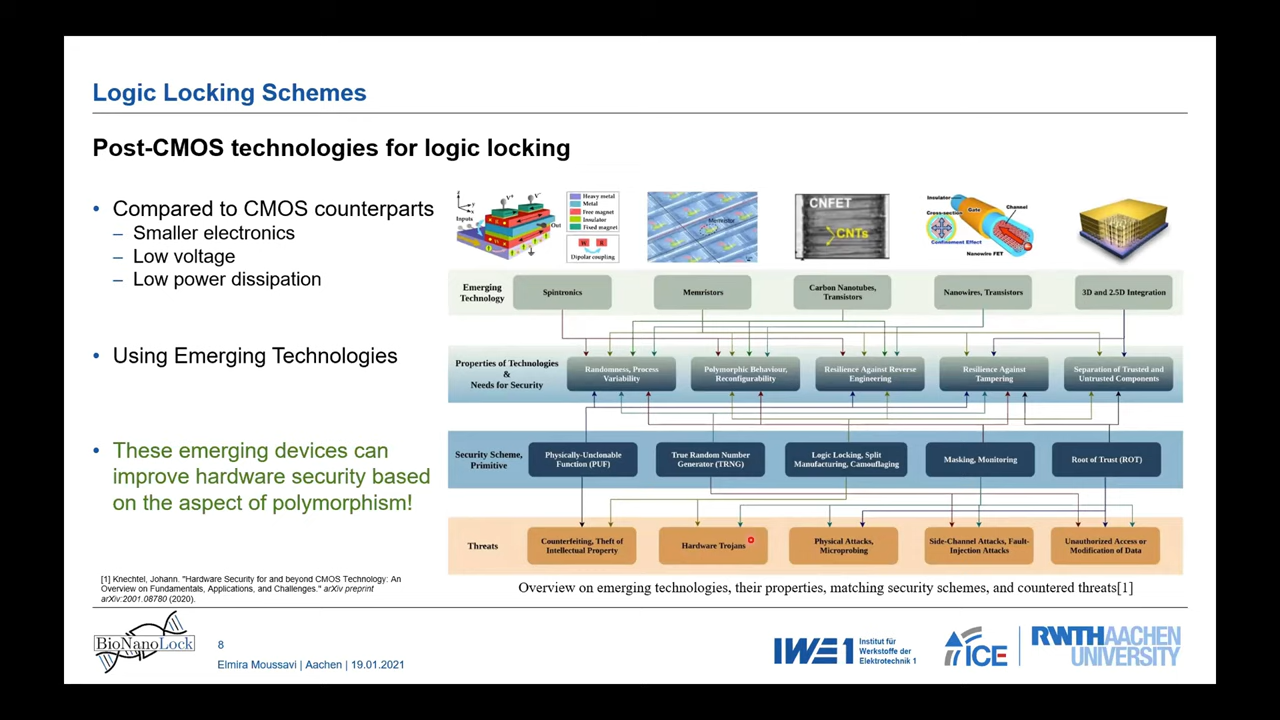 Logic Locking Schemes
Post-CMOS technologies for logic locking
• Compared to CMOS counterparts
– Smaller electronics
– Low voltage
– Low power dissipation
• Using Emerging Technologies
• These emerging devices can
improve hardware security based
on the aspect of polymorphism!
[1] Knechtel, Johann. "Hardware Security for and beyond CMOS Technology: An
Overview on Fundamentals, Applications, and Challenges." arXiv preprint
arXiv:2001.08780 (2020).
Inputs
V+
V-
Out
Heavy metal
Metal
Free magnet
Insulator
Fixed magnet
Dipolar coupling
Memristor
CNFET
CNTs
Insulator
Gate
Channel
Cross-section
Confinement Effect
Nanowire FET
Emerging
Technology
Spintronics
Memristors
Carbon Nanotubes,
Transistors
Nanowires, Transistors
3D and 2.5D Integration
Properties of Technologies
&
Needs for Security
Randomness, Process
Variability
Polymorphic Behaviour,
Reconfigurability
Resilience Against Reverse
Engineering
Resilience Against
Tampering
Separation of Trusted and
Untrusted Components
Security Scheme,
Primitive
Physically-Unclonable
Function (PUF)
True Random Number
Generator (TRNG)
Logic Locking, Split
Manufacturing, Camouflaging
Masking, Monitoring
Root of Trust (ROT)
Threats
Counterfeiting, Theft of
Intellectual Property
Hardware Trojans
Physical Attacks,
Microprobing
Side-Channel Attacks, Fault-
Injection Attacks
Unauthorized Access or
Modification of Data
Overview on emerging technologies, their properties, matching security schemes, and countered threats[1]
BioNanoLock
8
Elmira Moussavi | Aachen | 19.01.2021
IWE1
Institut für
Werkstoffe der
Elektrotechnik 1
ICE
RWTHAACHEN
UNIVERSITY